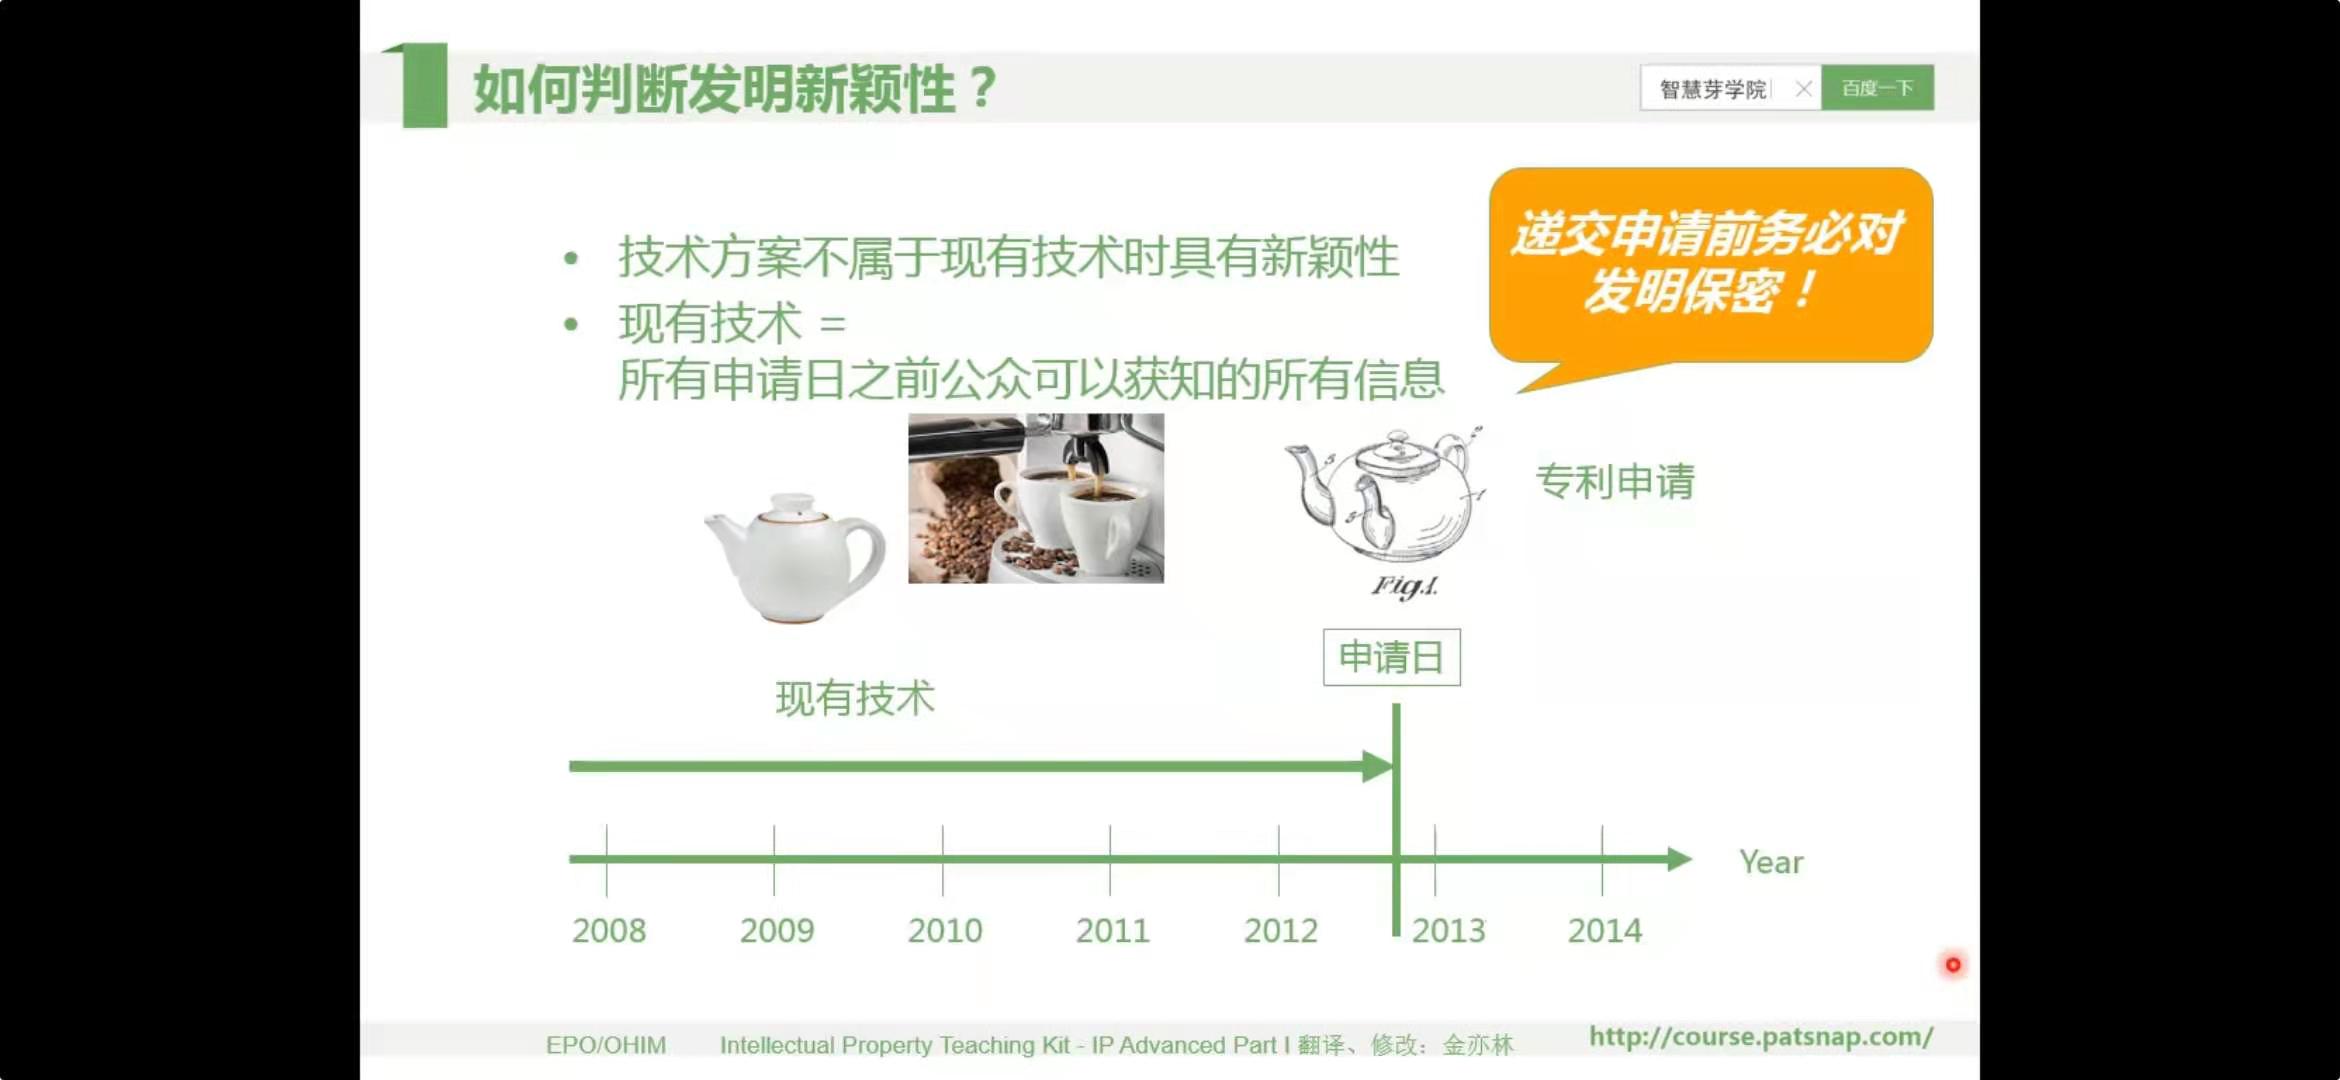 如何判断发明新颖性？
智慧芽学院
百度一下
递交申请前务必对
发明保密！
• 技术方案不属于现有技术时具有新颖性
• 现有技术 =
所有申请日之前公众可以获知的所有信息
专利申请
Fig.1.
申请日
现有技术
Year
2008 2009 2010 2011 2012 2013 2014
EPO/OHIM Intellectual Property Teaching Kit - IP Advanced Part I 翻译、修改：金亦林
http://course.patsnap.com/